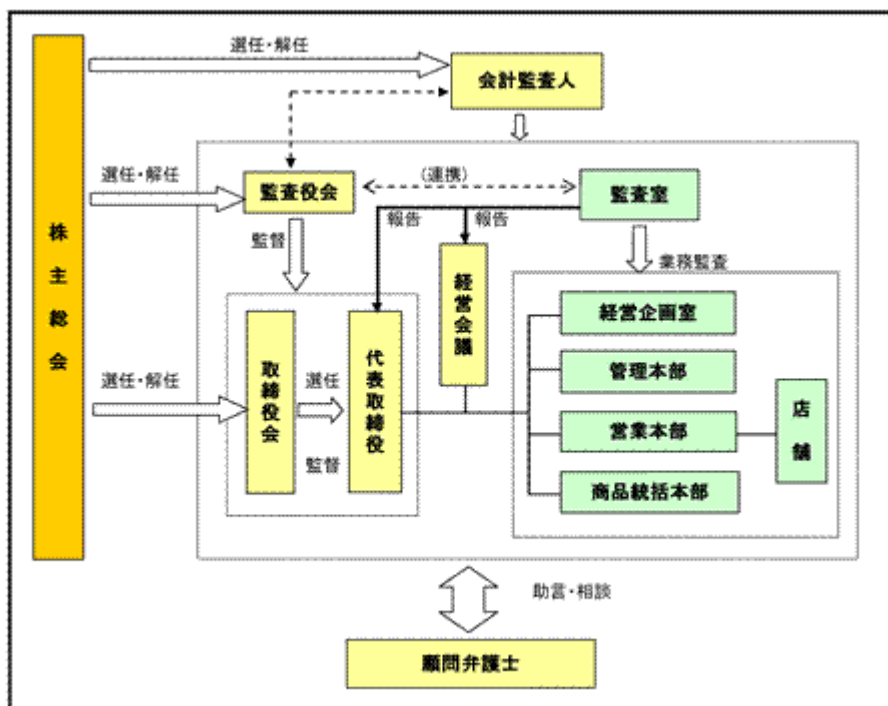 選任・解任
会計監査人
選任・解任
監査役会
(連携)
監査室
報告
報告
監督
業務監査
株主総会
経営会議
経営企画室
取締役会
代表取締役
管理本部
選任・解任
選任
店舗
営業本部
監督
商品統括本部
助言・相談
顧問弁護士